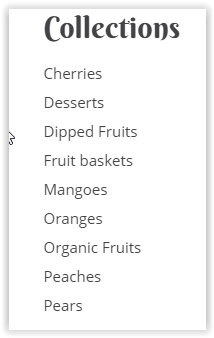 Collections
Cherries
Desserts
Dipped Fruits
Fruit baskets
Mangoes
Oranges
Organic Fruits
Peaches
Pears